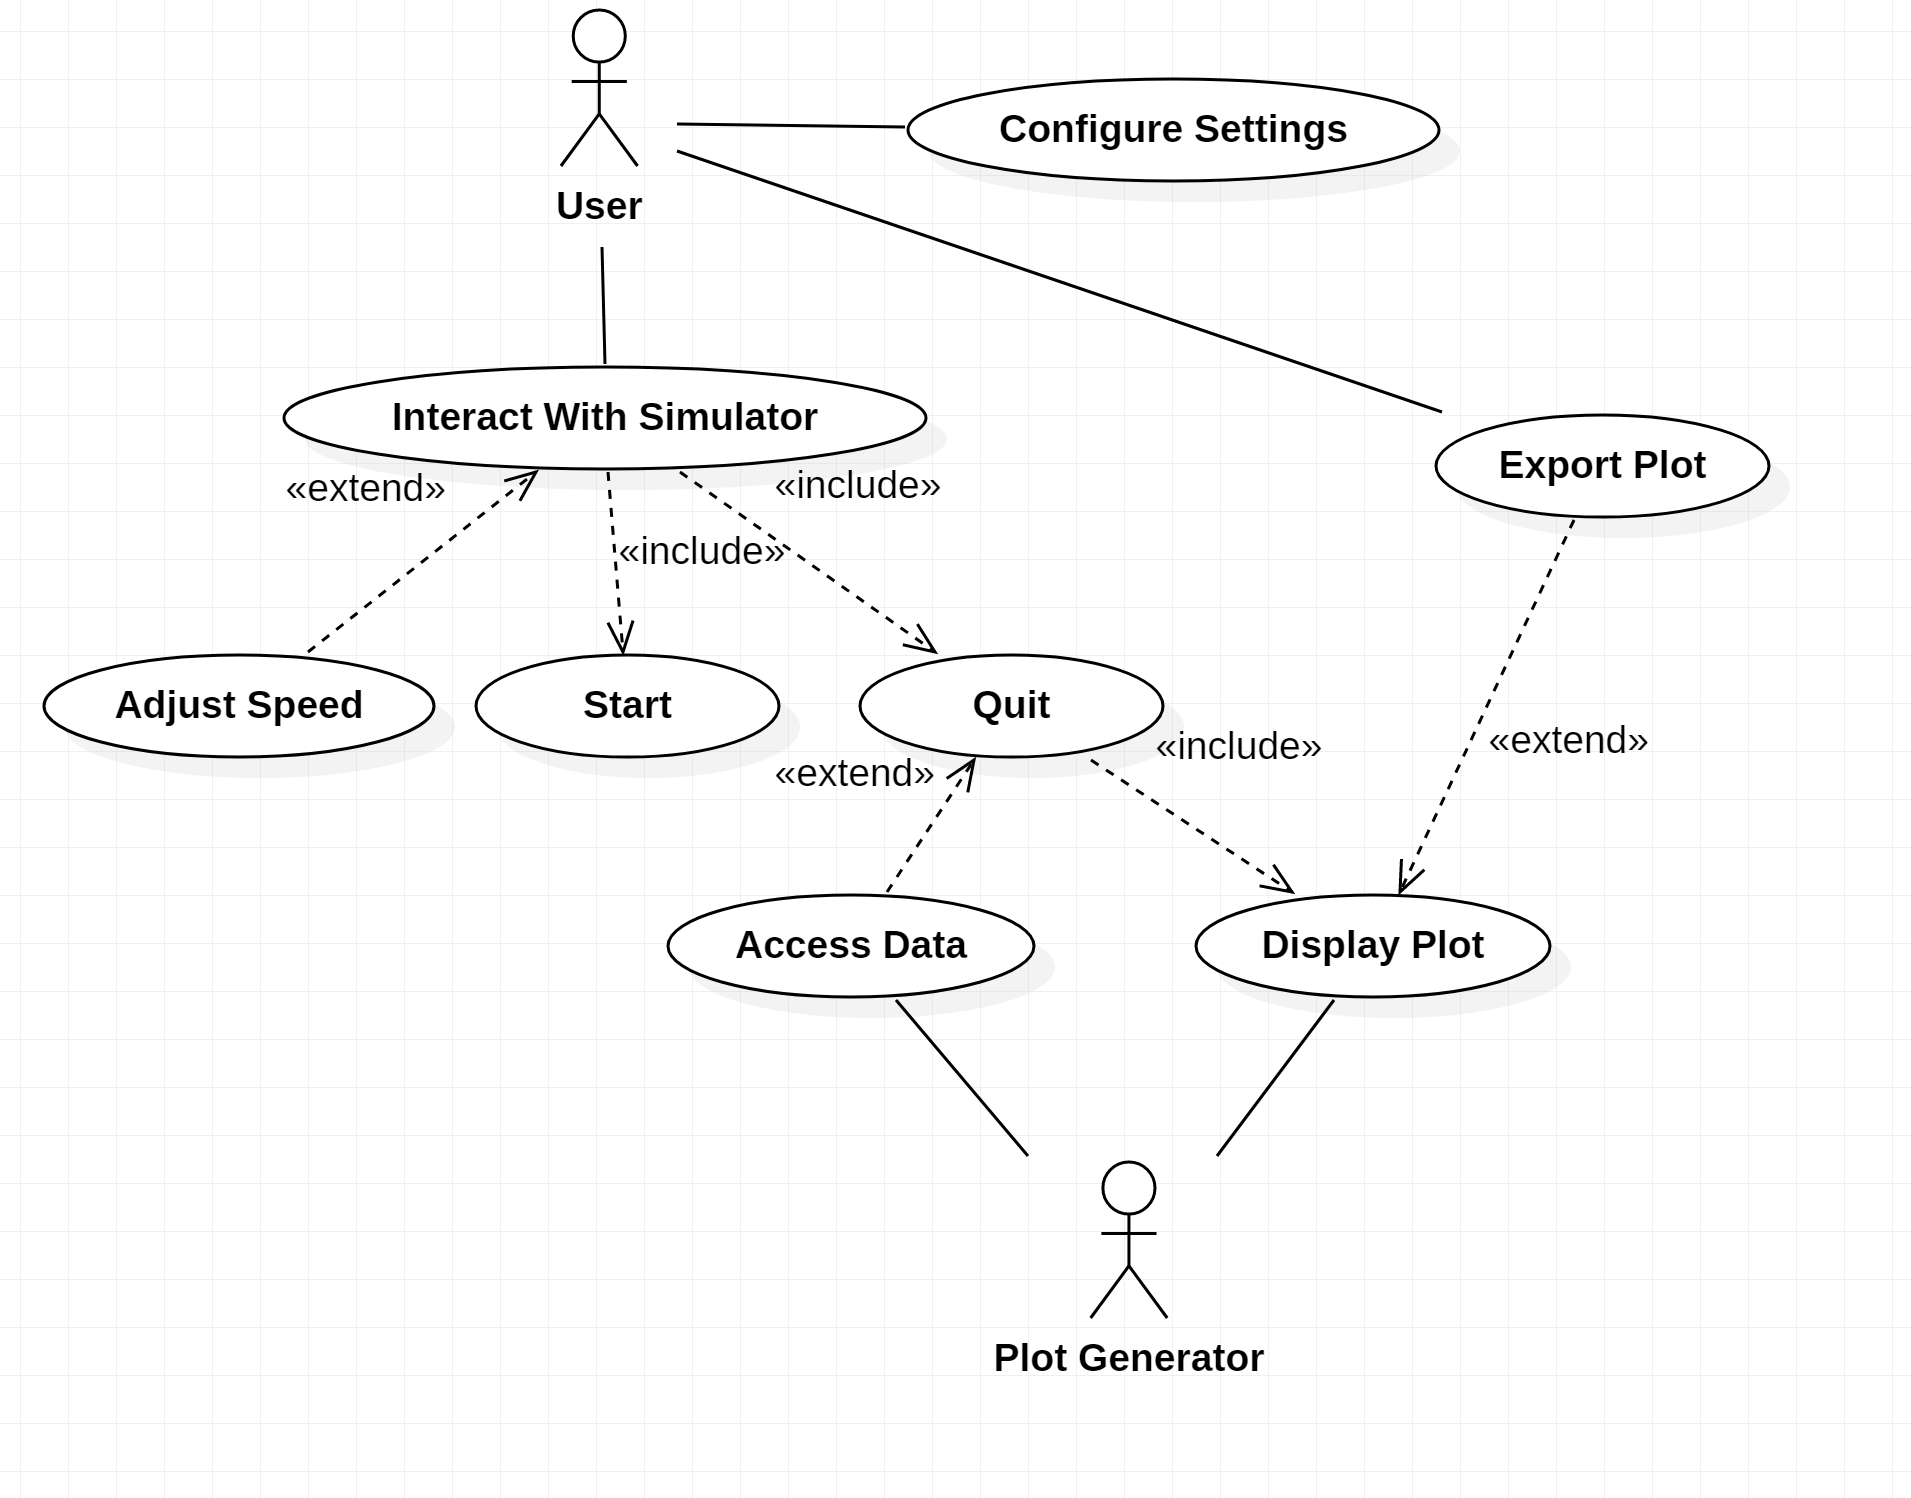 Configure Settings
User
Interact With Simulator
Export Plot
«extend»
«include»
«include»
Adjust Speed
Start
Quit
«extend»
«include»
«extend»
Access Data
Display Plot
Plot Generator